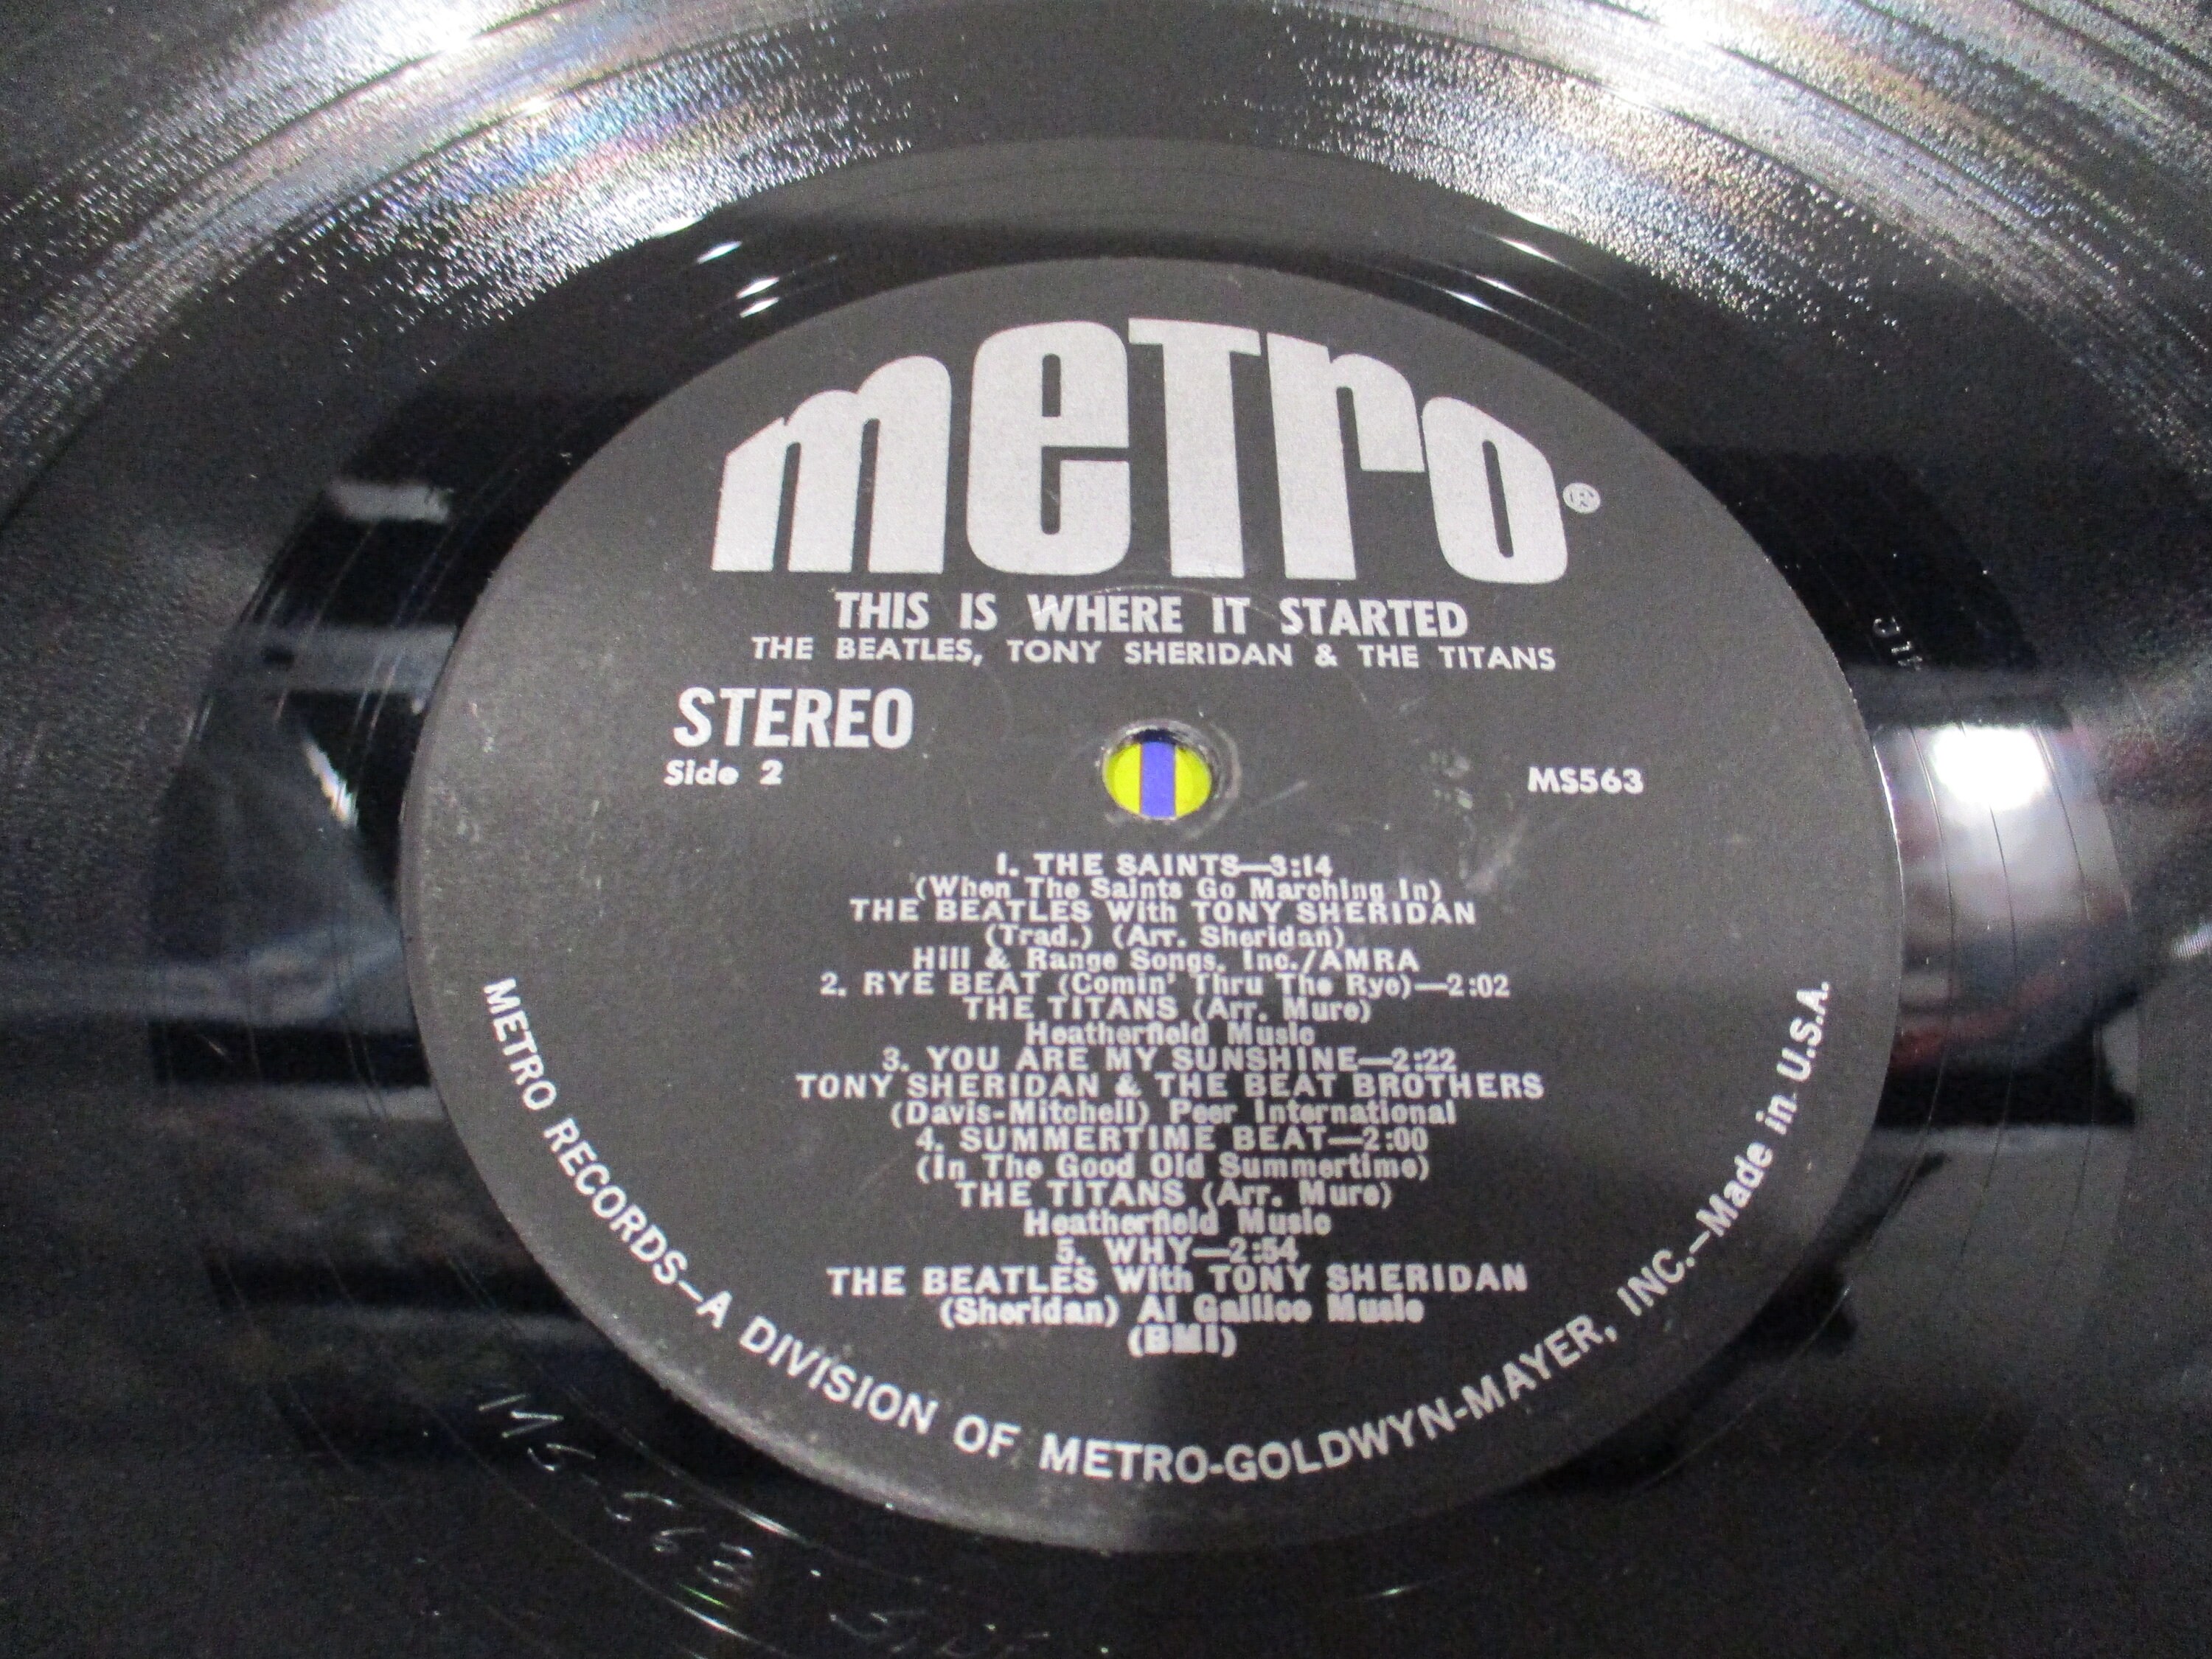 metro®
THIS IS WHERE IT STARTED
THE BEATLES, TONY SHERIDAN & THE TITANS
STEREO
Side 2
MS563
1. THE SAINTS—3:14
(When The Saints Go Marching In)
THE BEATLES With TONY SHERIDAN
(Trad.) (Arr. Sheridan)
Hill & Range Songs, Inc./AMRA
2. RYE BEAT (Comin' Thru The Rye)—2:02
THE TITANS (Arr. Mure)
Heatherfield Music
3. YOU ARE MY SUNSHINE—2:22
TONY SHERIDAN & THE BEAT BROTHERS
(Davis-Mitchell) Peer International
4. SUMMERTIME BEAT—2:00
(In The Good Old Summertime)
THE TITANS (Arr. Mure)
Heatherfield Music
5. WHY—2:54
THE BEATLES With TONY SHERIDAN
(Sheridan) Al Gallico Music
(BMI)
METRO RECORDS—A DIVISION OF METRO-GOLDWYN-MAYER, INC.—Made in U.S.A.
MS-563